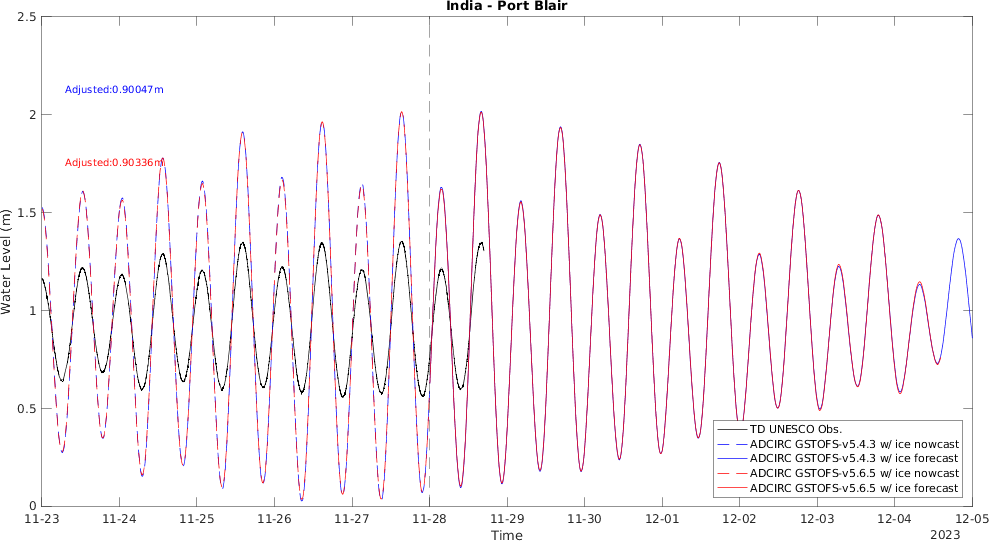 India - Port Blair
2.5
2
1.5
1
0.5
0
Water Level (m)
Adjusted:0.90047m
Adjusted:0.90336m
TD UNESCO Obs.
ADCIRC GSTOFS-v5.4.3 w/ ice nowcast
ADCIRC GSTOFS-v5.4.3 w/ ice forecast
ADCIRC GSTOFS-v5.6.5 w/ ice nowcast
ADCIRC GSTOFS-v5.6.5 w/ ice forecast
11-23 11-24 11-25 11-26 11-27 11-28 11-29 11-30 12-01 12-02 12-03 12-04 12-05
Time
2023